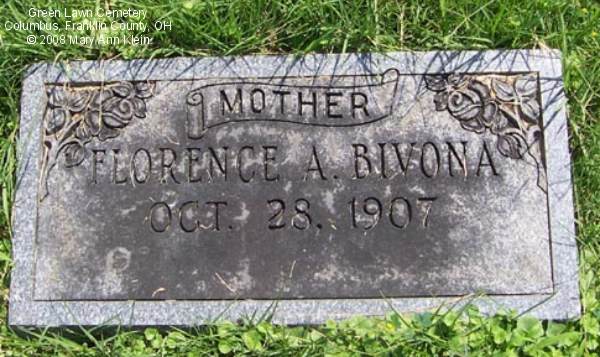 Green Lawn Cemetery
Columbus, Franklin County, OH
© 2008 Mary Ann Klein
MOTHER
FLORENCE A. BIVONA
OCT. 28, 1907